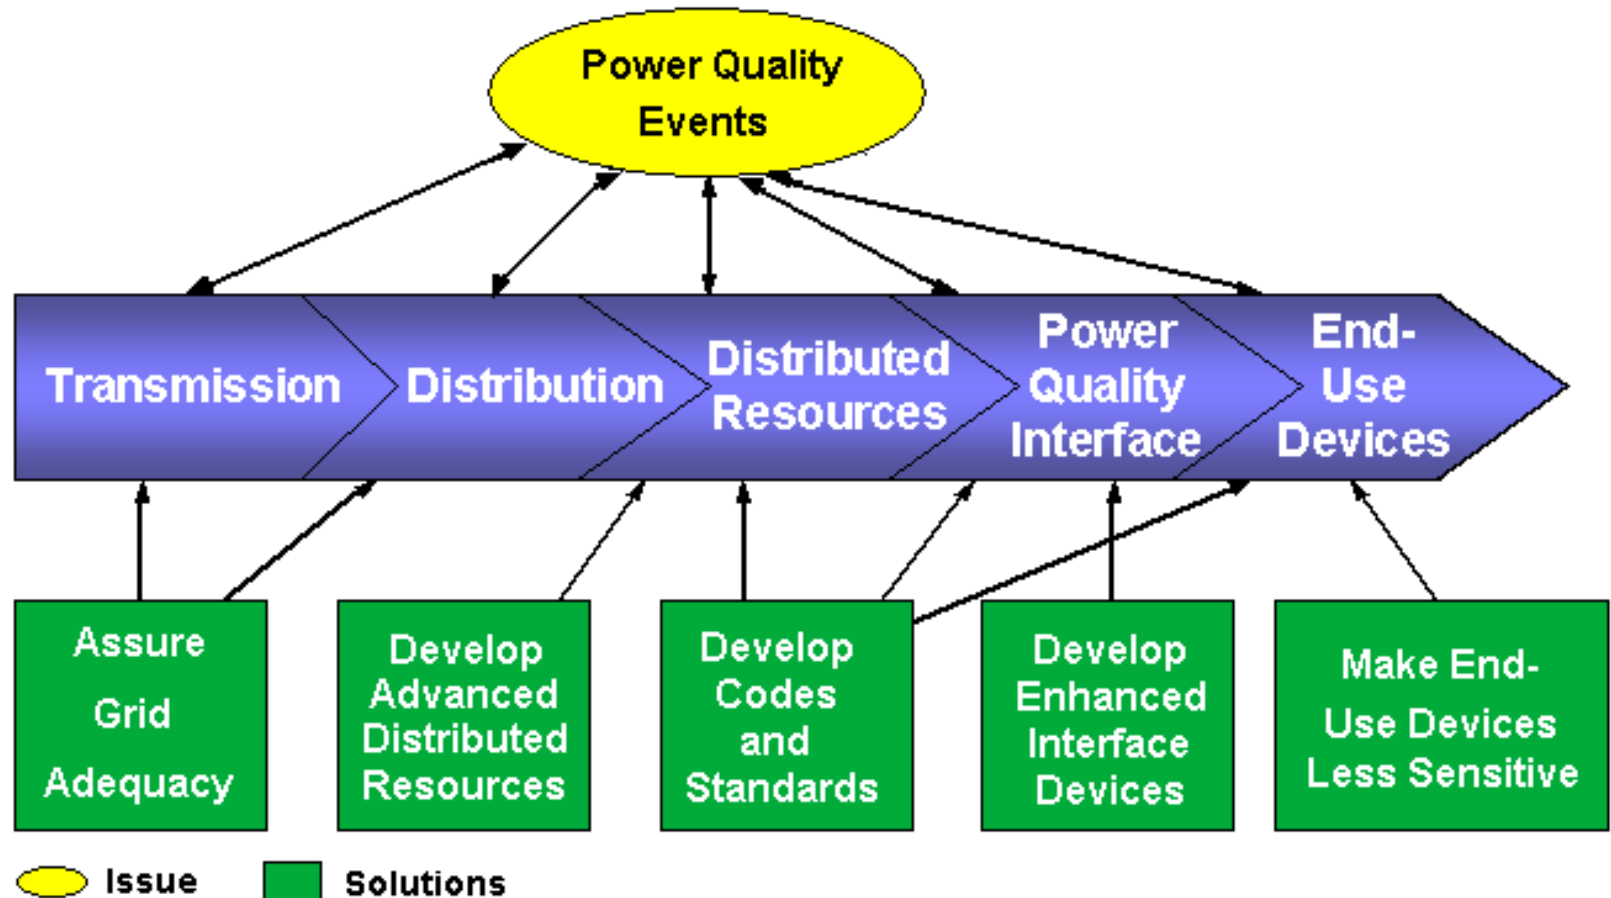 Power Quality
Events
Transmission
Distribution
Distributed
Resources
Power
Quality
Interface
End-
Use
Devices
Assure
Grid
Adequacy
Develop
Advanced
Distributed
Resources
Develop
Codes
and
Standards
Develop
Enhanced
Interface
Devices
Make End-
Use Devices
Less Sensitive
Issue
Solutions